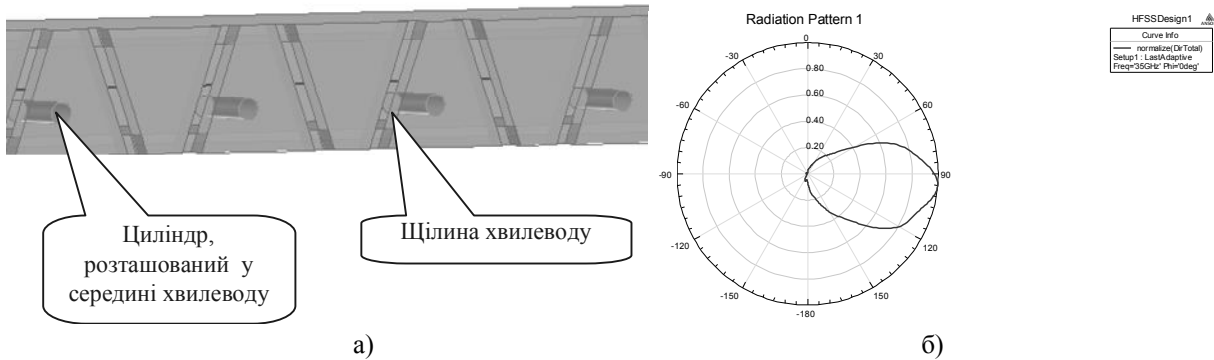 Циліндр,
розташований у
середині хвилеводу
Щілина хвилеводу
а)
Radiation Pattern 1
0
30
60
90
120
150
-180
-150
-120
-90
-60
-30
0.80
0.60
0.40
0.20
HFSSDesign1
ANSOFT
Curve Info
normalize(DirTotal)
Setup1 : LastAdaptive
Freq='35GHz' Phi='0deg'
б)